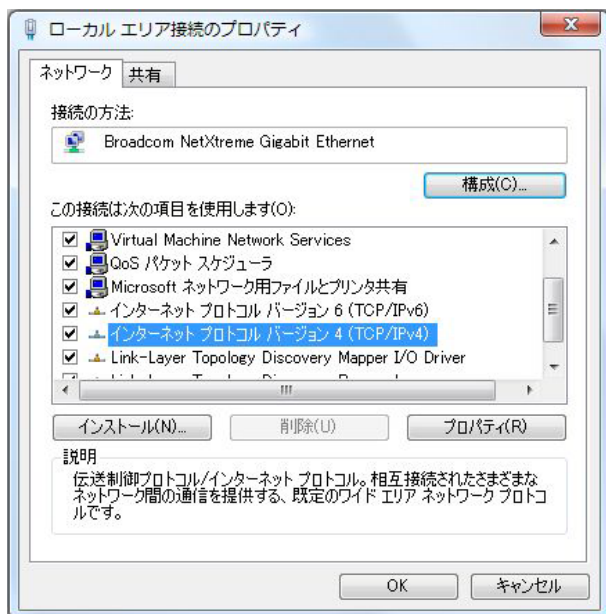 ローカル エリア接続のプロパティ
ネットワーク 共有
接続の方法:
Broadcom NetXtreme Gigabit Ethernet
構成(C)...
この接続は次の項目を使用します(O):
Virtual Machine Network Services
QoS パケット スケジューラ
Microsoft ネットワーク用ファイルとプリンタ共有
インターネット プロトコル バージョン 6 (TCP/IPv6)
インターネット プロトコル バージョン 4 (TCP/IPv4)
Link-Layer Topology Discovery Mapper I/O Driver
インストール(N)... 削除(U) プロパティ(R)
説明
伝送制御プロトコル/インターネット プロトコル。相互接続されたさまざまな
ネットワーク間の通信を提供する、既定のワイド エリア ネットワーク プロトコ
ルです。
OK キャンセル